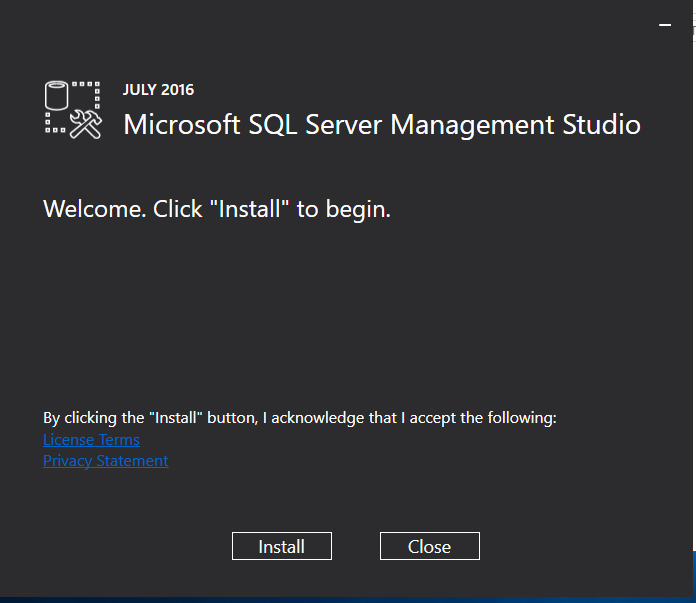 JULY 2016
Microsoft SQL Server Management Studio
Welcome. Click "Install" to begin.
By clicking the "Install" button, I acknowledge that I accept the following:
License Terms
Privacy Statement
Install
Close